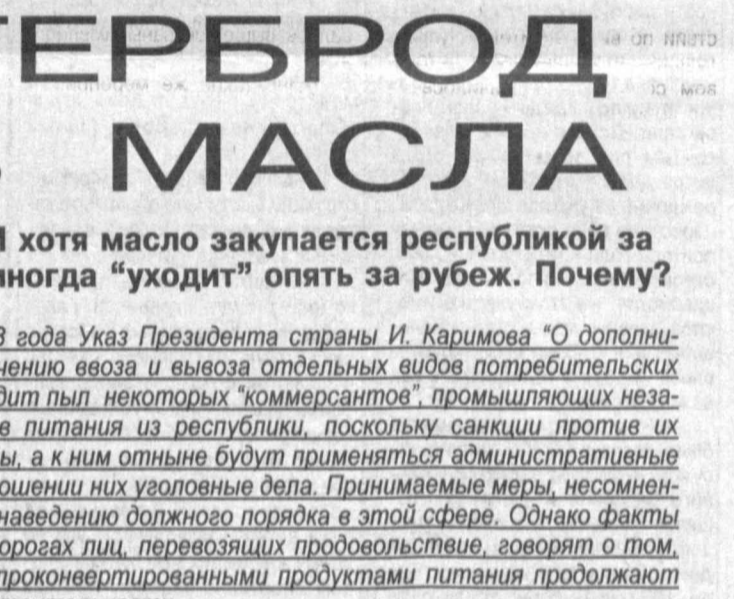 ТЕРБРОД
МАСЛА
И хотя масло закупается республикой за
иногда “уходит” опять за рубеж. Почему?
3 года Указ Президента страны И. Каримова “О дополни-
чению ввоза и вывоза отдельных видов потребительских
дит пыл некоторых “коммерсантов”, промышляющих неза-
в питания из республики, поскольку санкции против их
ы, а к ним отныне будут применяться административные
ошении них уголовные дела. Принимаемые меры, несомнен-
наведению должного порядка в этой сфере. Однако факты
орогах лиц, перевозящих продовольствие, говорят о том,
проконвертированными продуктами питания продолжают